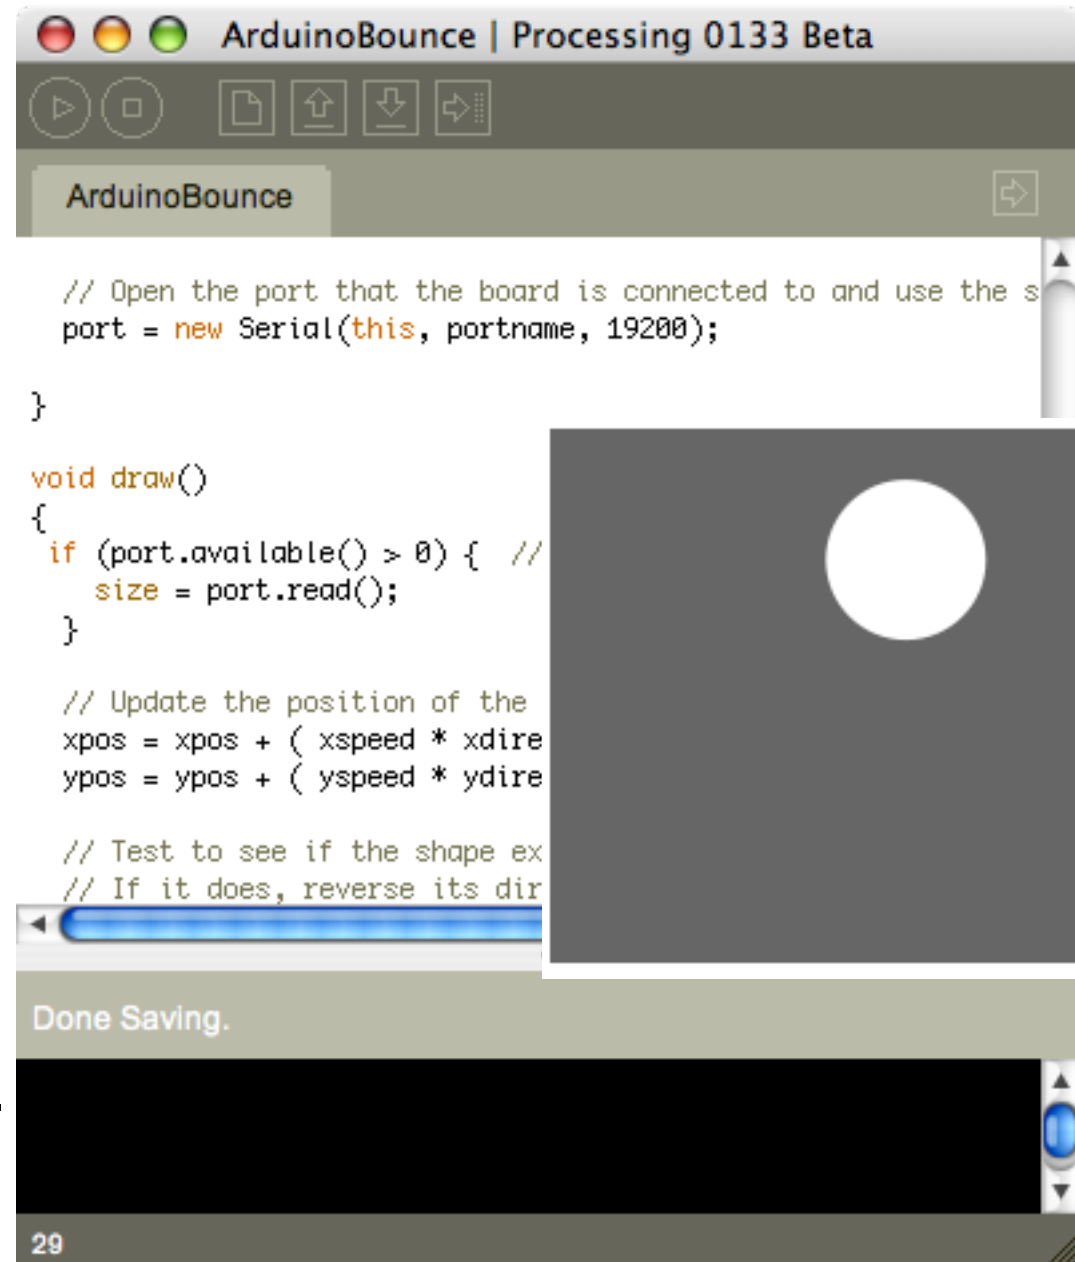 ArduinoBounce | Processing 0133 Beta
ArduinoBounce
// Open the port that the board is connected to and use the s
port = new Serial(this, portname, 19200);
}
void draw()
{
if (port.available() > 0) { //
size = port.read();
}
// Update the position of the
xpos = xpos + ( xspeed * xdire
ypos = ypos + ( yspeed * ydire
// Test to see if the shape ex
// If it does, reverse its dir
Done Saving.
29